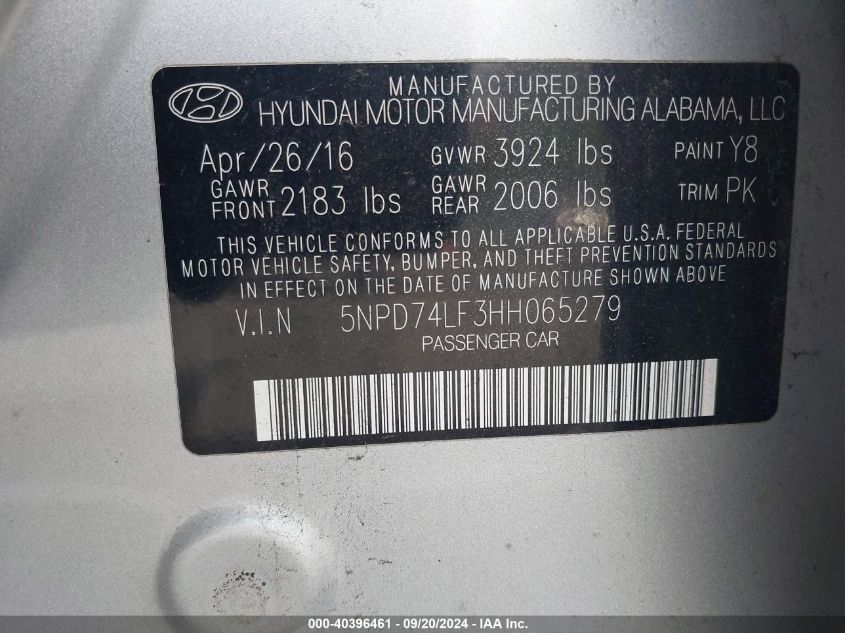 MANUFACTURED BY
HYUNDAI MOTOR MANUFACTURING ALABAMA, LLC
Apr/26/16 GVWR 3924 lbs PAINT Y8
GAWR FRONT 2183 lbs GAWR REAR 2006 lbs TRIM PK
THIS VEHICLE CONFORMS TO ALL APPLICABLE U.S.A. FEDERAL
MOTOR VEHICLE SAFETY, BUMPER, AND THEFT PREVENTION STANDARDS
IN EFFECT ON THE DATE OF MANUFACTURE SHOWN ABOVE.
V.I.N 5NPD74LF3HH065279
PASSENGER CAR
000-40396461 - 09/20/2024 - IAA, Inc.